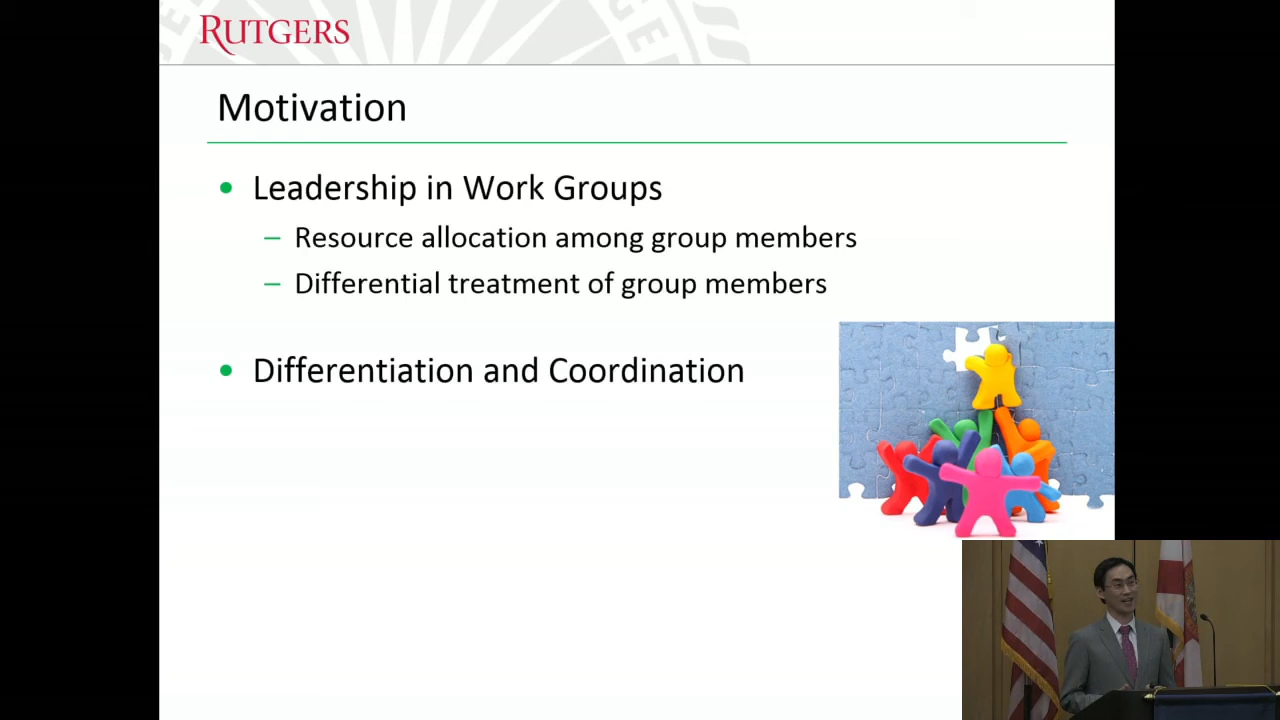 RUTGERS
Motivation
• Leadership in Work Groups
– Resource allocation among group members
– Differential treatment of group members
• Differentiation and Coordination